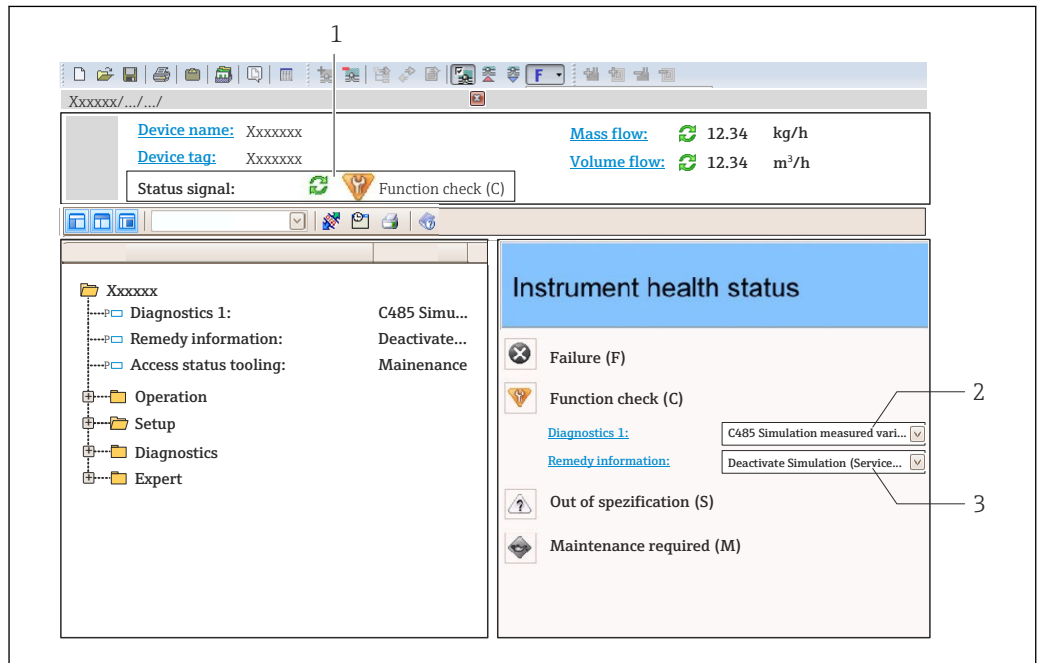 1
F
Xxxxxx/.../.../
Device name: Xxxxxxx
Mass flow: 12.34 kg/h
Device tag: Xxxxxxx
Volume flow: 12.34 m³/h
Status signal: Function check (C)
Xxxxxx
Diagnostics 1: C485 Simu...
Remedy information: Deactivate...
Access status tooling: Mainenance
Operation
Setup
Diagnostics
Expert
Instrument health status
Failure (F)
Function check (C)
2
Diagnostics 1: C485 Simulation measured vari...
Remedy information: Deactivate Simulation (Service...
Out of spezification (S)
3
Maintenance required (M)